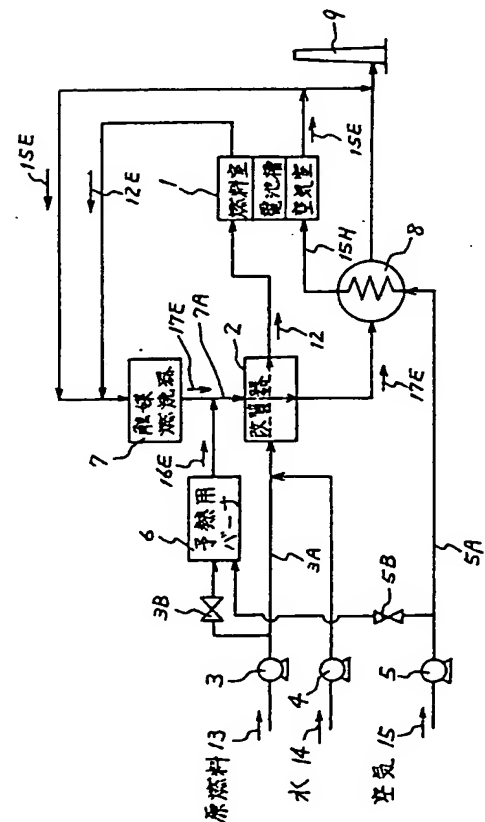 原燃料 13
水 14
空気 15
3
4
5
3B
3A
5B
5A
6
予熱用
バーナ
16E
7
触媒
燃焼器
17E
7A
2
改質器
12
17E
15E
12E
1
燃料室
電池槽
空気室
15H
15E
8
9